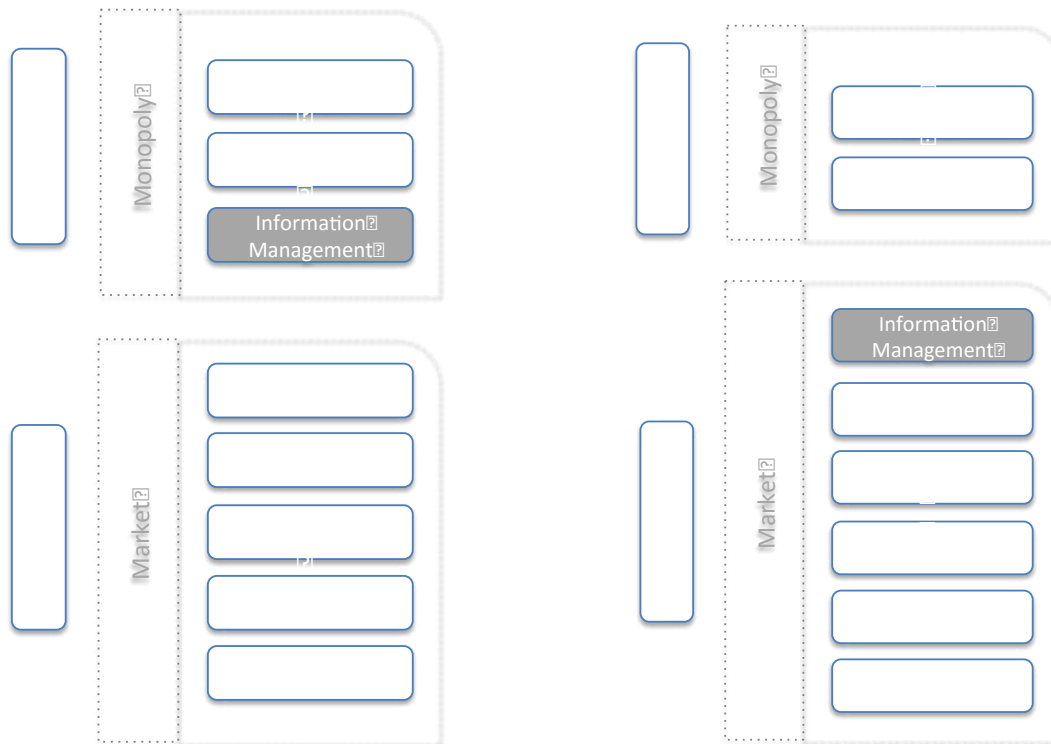 Monopoly
Information
Management
Market
Monopoly
Information
Management
Market